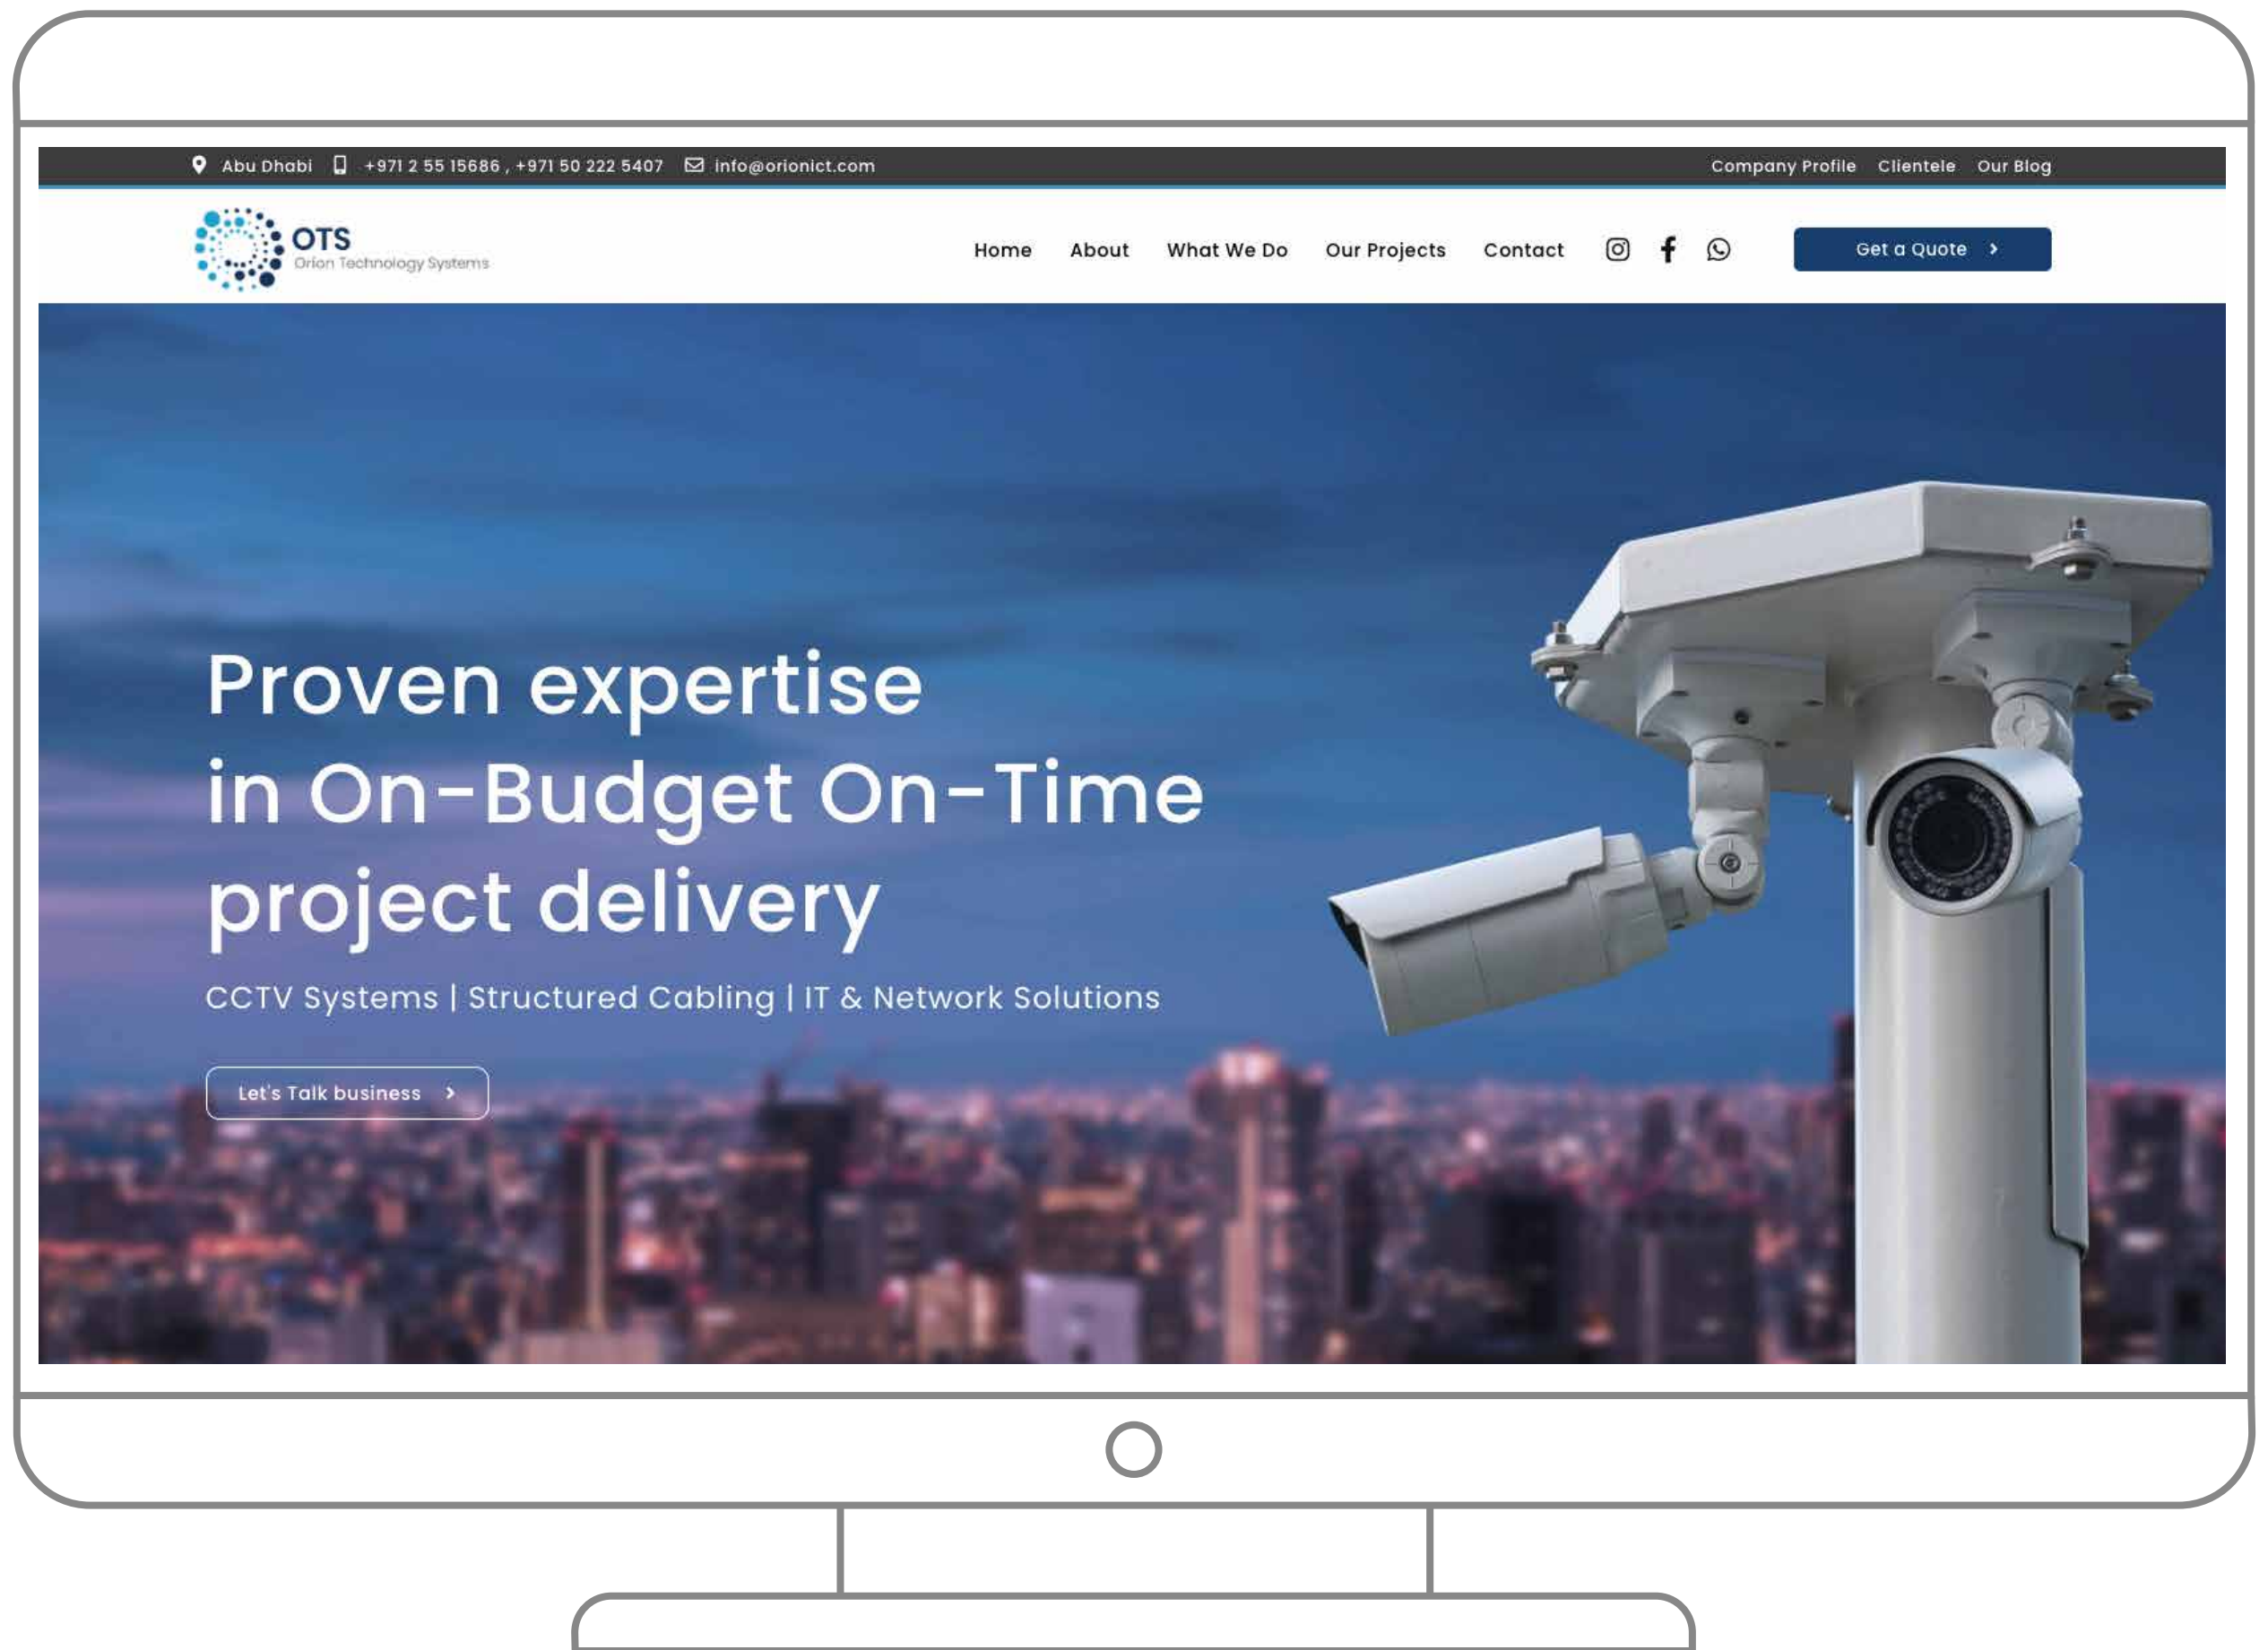 Abu Dhabi +971 2 55 15686 , +971 50 222 5407 info@orionict.com Company Profile Clientele Our Blog
OTS
Orion Technology Systems
Home About What We Do Our Projects Contact Get a Quote
Proven expertise
in On-Budget On-Time
project delivery
CCTV Systems | Structured Cabling | IT & Network Solutions
Let's Talk business